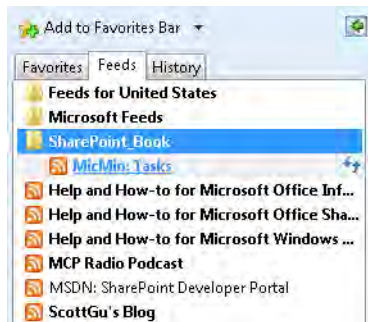 Add to Favorites Bar
Favorites Feeds History
Feeds for United States
Microsoft Feeds
SharePoint_Book
MicMin: Tasks
Help and How-to for Microsoft Office Inf...
Help and How-to for Microsoft Office Sha...
Help and How-to for Microsoft Windows ...
MCP Radio Podcast
MSDN: SharePoint Developer Portal
ScottGu's Blog